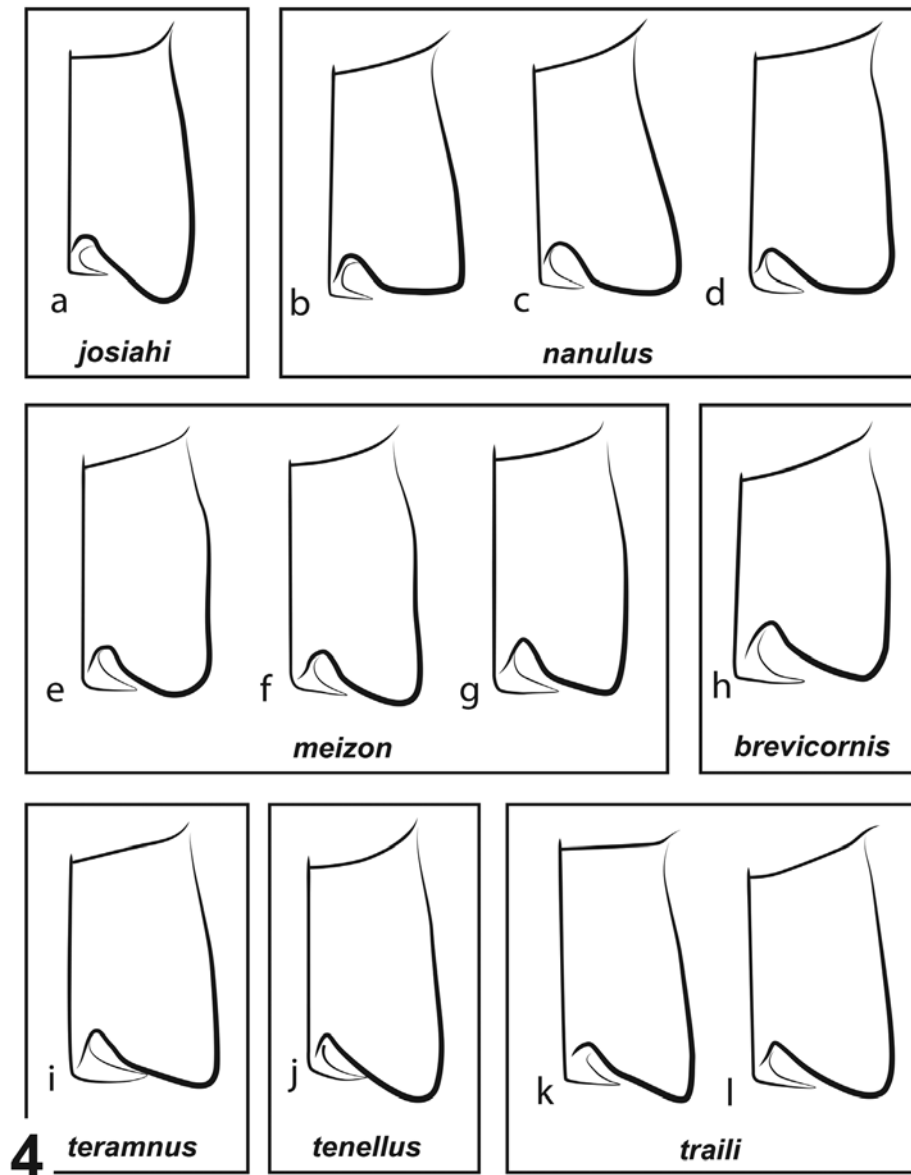 a
josiahi
b c d
nanulus
e f g
meizon
h
brevicornis
i
teramnus
j
tenellus
k l
traili
4